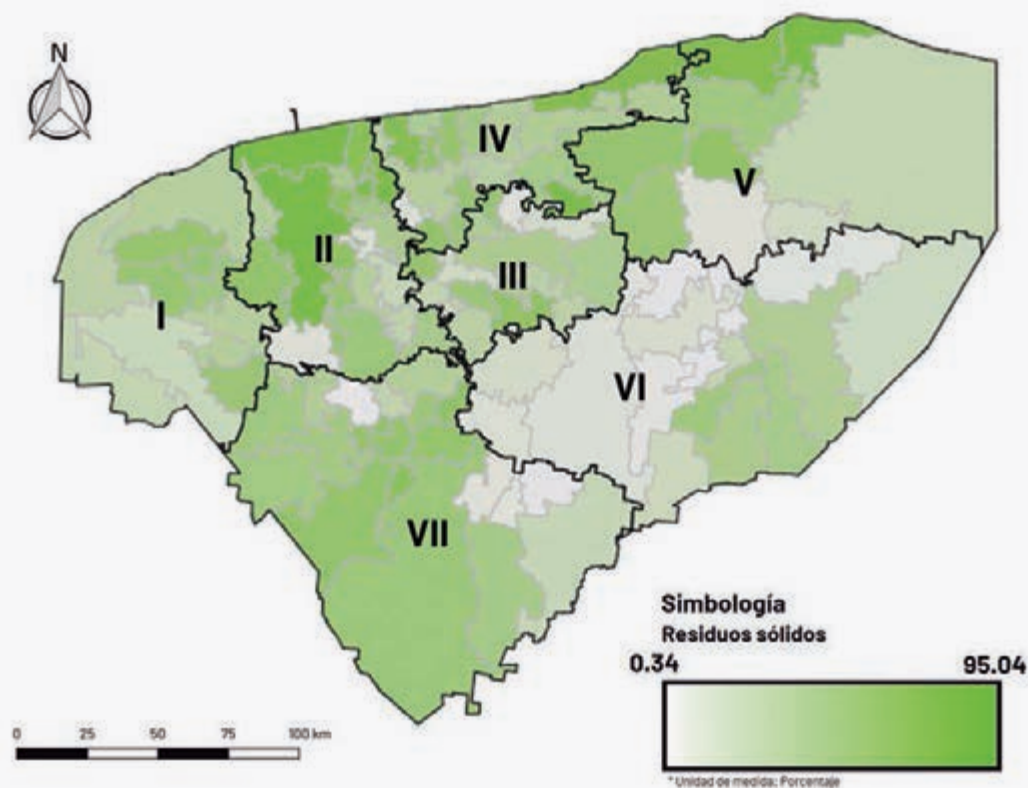 N
IV
V
II
III
I
VI
VII
Simbología
Residuos sólidos
0.34 95.04
0 25 50 75 100 km
* Unidad de medida: Porcentaje